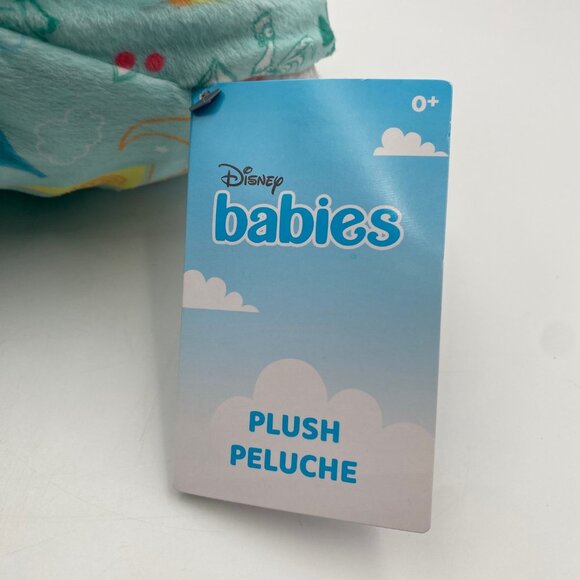 0+
Disney
babies
PLUSH
PELUCHE